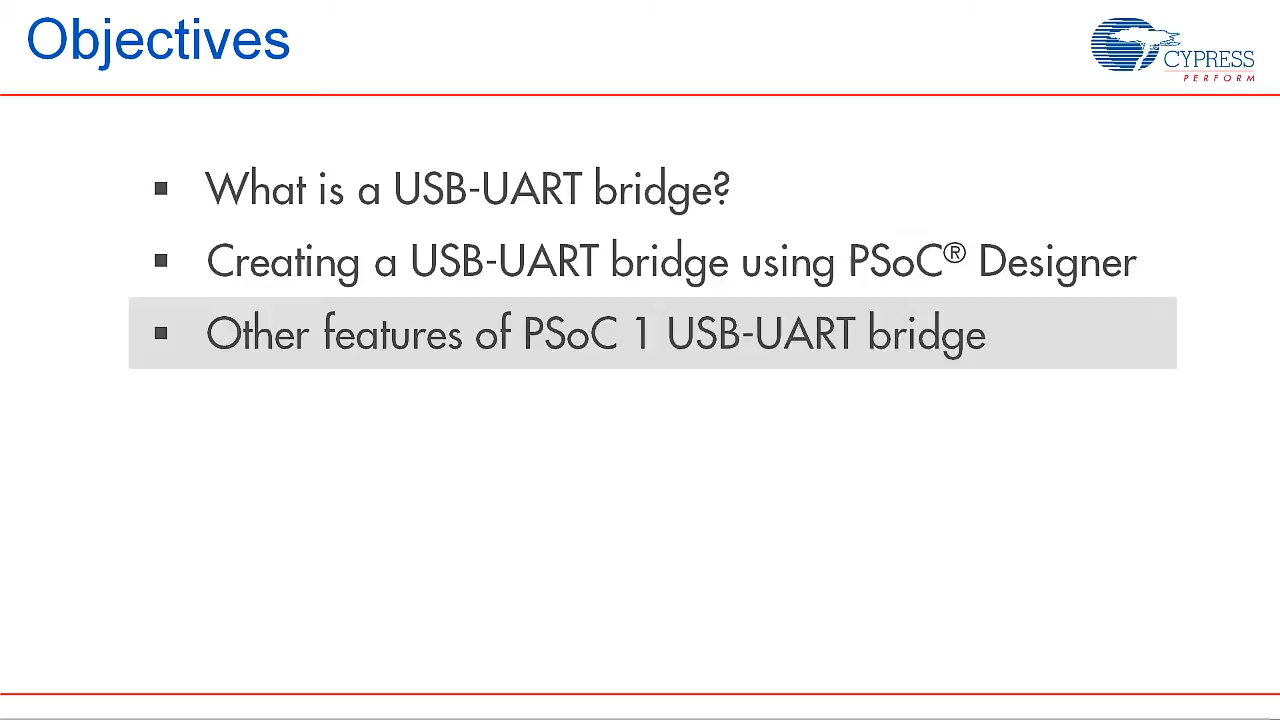 Objectives
CYPRESS
PERFORM
▪ What is a USB-UART bridge?
▪ Creating a USB-UART bridge using PSoC® Designer
▪ Other features of PSoC 1 USB-UART bridge